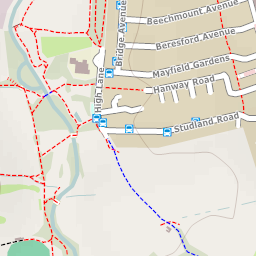 Beechmount Avenue
Bridge Avenue
Beresford Avenue
Mayfield Gardens
Hanway Road
High Lane
Studland Road